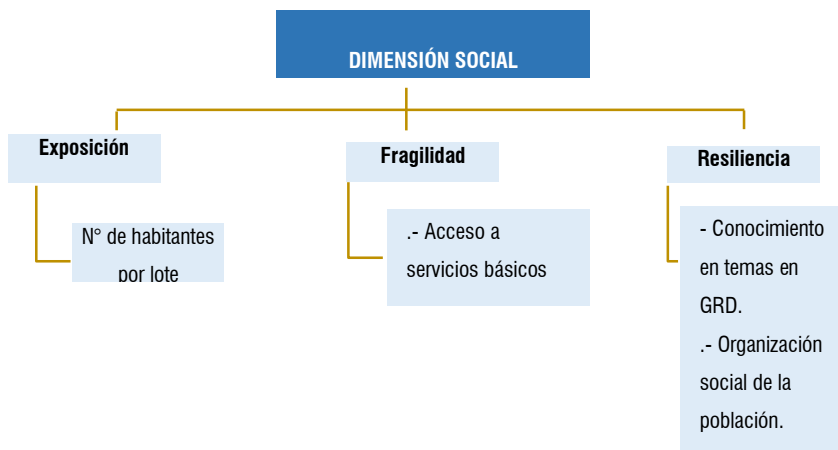 DIMENSIÓN SOCIAL
Exposición
N° de habitantes
por lote
Fragilidad
.- Acceso a
servicios básicos
Resiliencia
- Conocimiento
en temas en
GRD.
.- Organización
social de la
población.